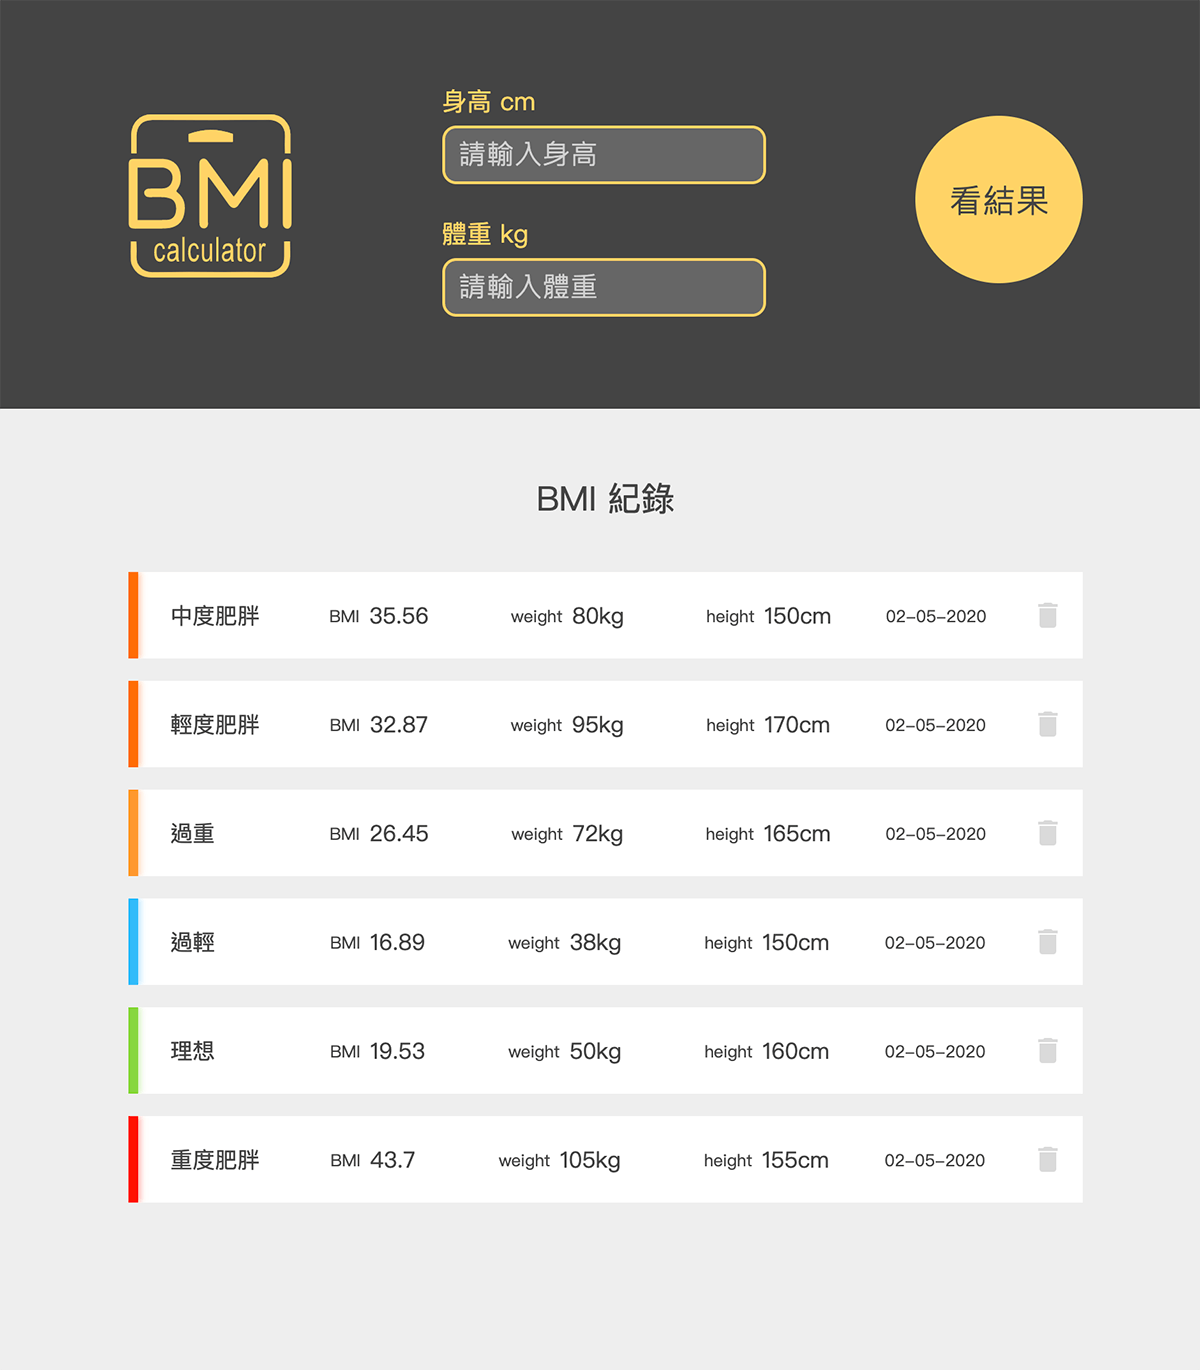 BMI
calculator
身高 cm
請輸入身高
體重 kg
請輸入體重
看結果
BMI 紀錄
中度肥胖 BMI 35.56 weight 80kg height 150cm 02-05-2020
輕度肥胖 BMI 32.87 weight 95kg height 170cm 02-05-2020
過重 BMI 26.45 weight 72kg height 165cm 02-05-2020
過輕 BMI 16.89 weight 38kg height 150cm 02-05-2020
理想 BMI 19.53 weight 50kg height 160cm 02-05-2020
重度肥胖 BMI 43.7 weight 105kg height 155cm 02-05-2020